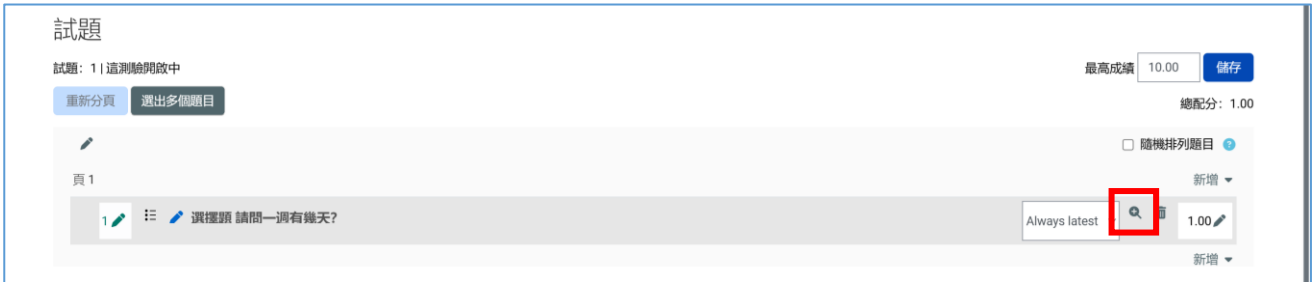 試題
試題：1 | 這測驗開啟中
最高成績 10.00 儲存
重新分頁 選出多個題目
總配分：1.00
隨機排列題目 ?
頁 1
新增
1 選擇題 請問一週有幾天? Always latest 1.00
新增